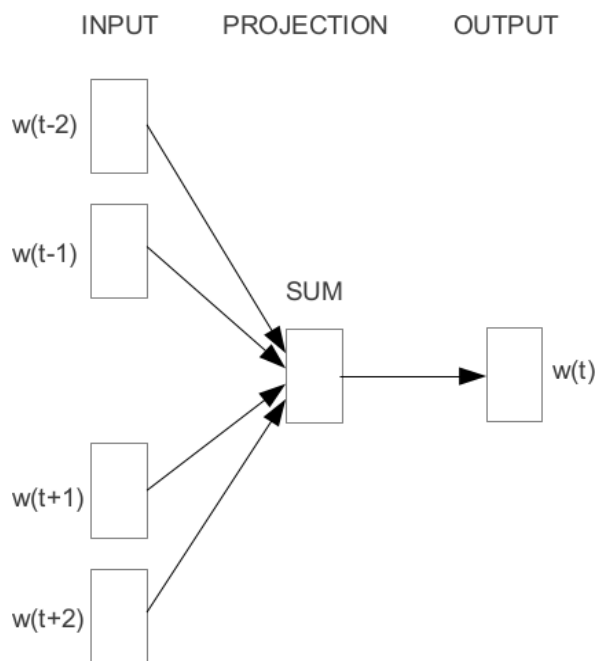 INPUT PROJECTION OUTPUT
w(t-2)
w(t-1)
SUM
w(t)
w(t+1)
w(t+2)